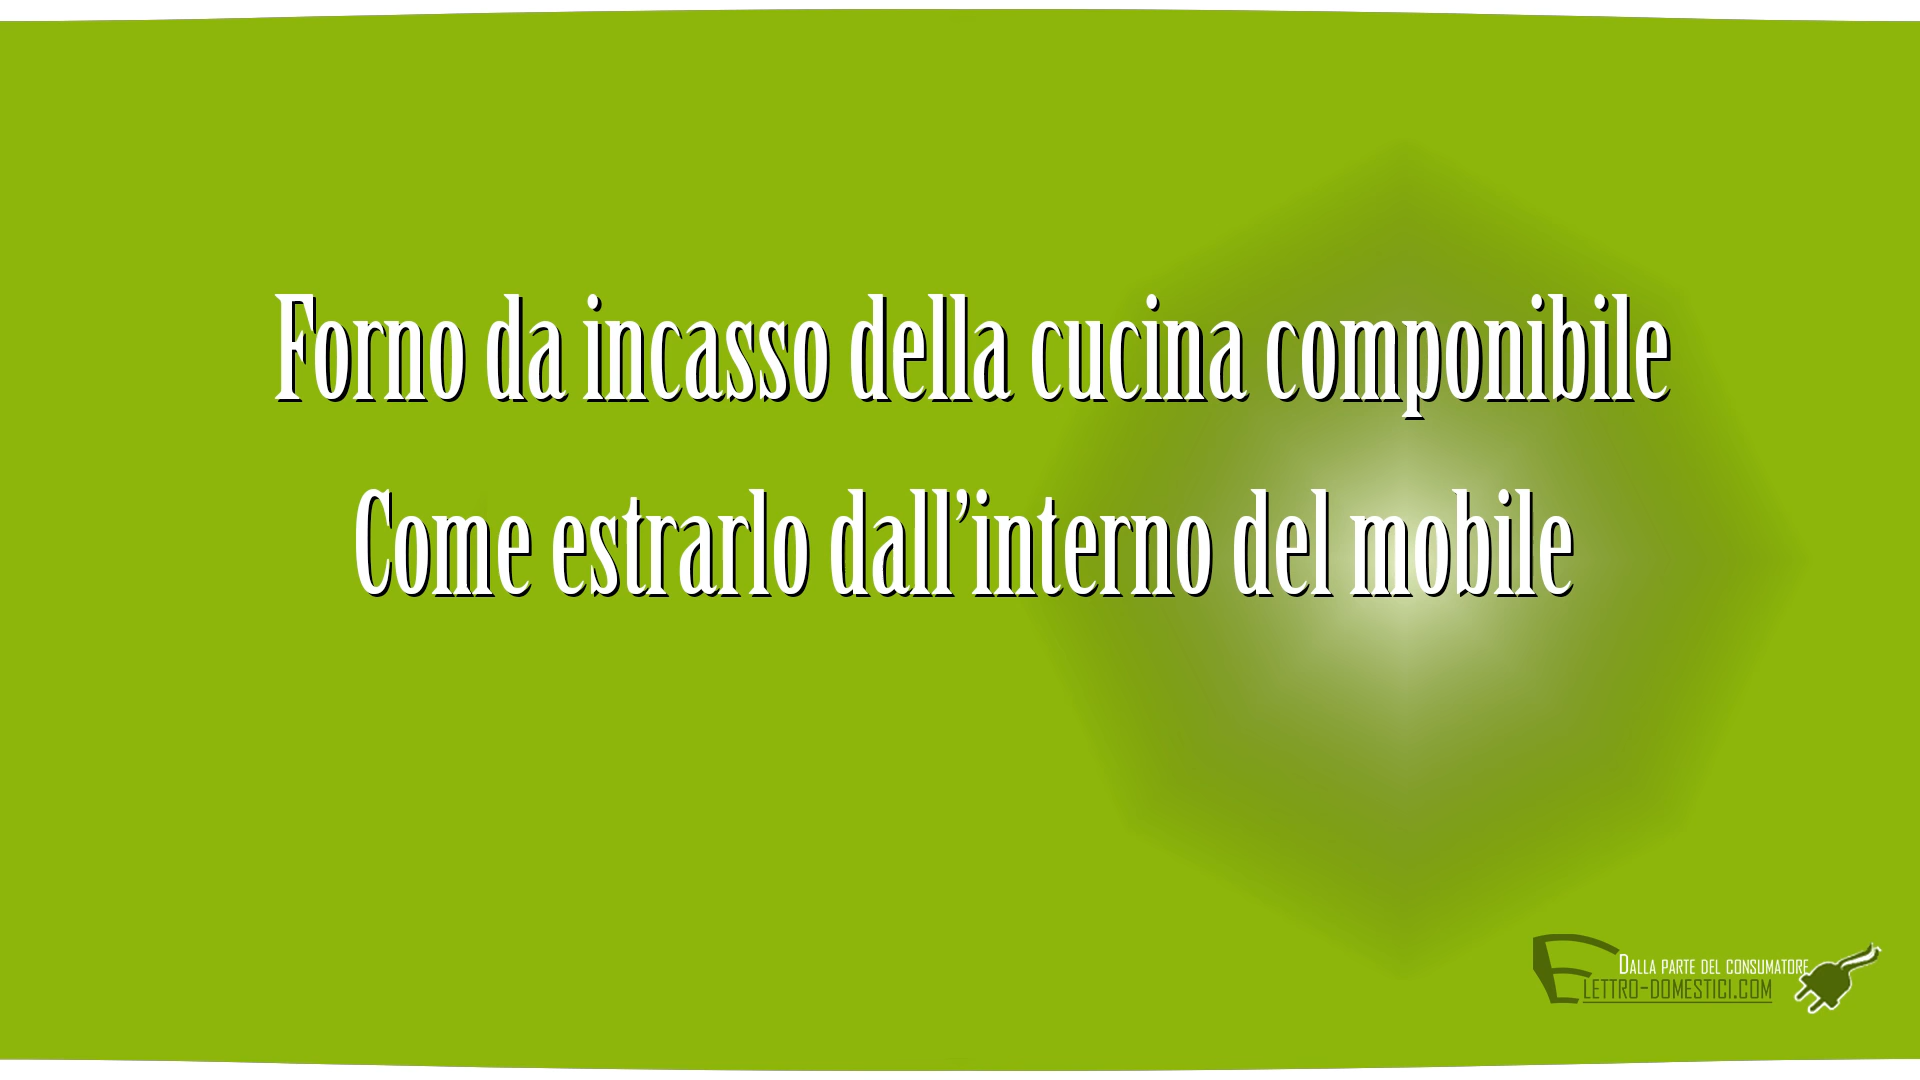 Forno da incasso della cucina componibile
Come estrarlo dall’interno del mobile
Dalla parte del consumatore
Elettro-domestici.com